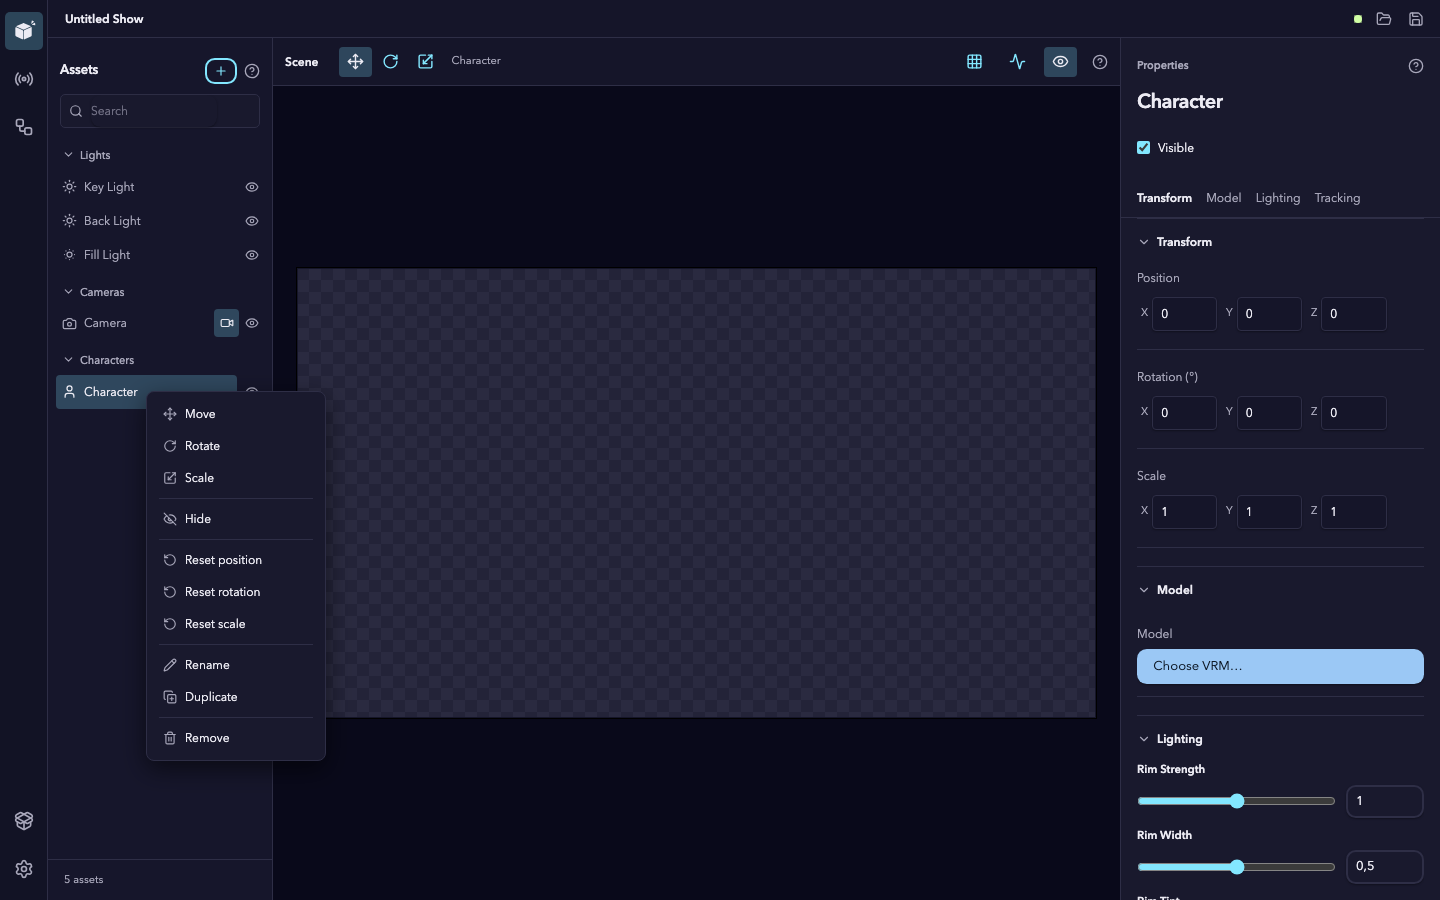 Untitled Show
Assets
Search
Lights
Key Light
Back Light
Fill Light
Cameras
Camera
Characters
Character
Move
Rotate
Scale
Hide
Reset position
Reset rotation
Reset scale
Rename
Duplicate
Remove
5 assets
Scene
Character
Properties
Character
Visible
Transform Model Lighting Tracking
Transform
Position
X 0 Y 0 Z 0
Rotation (°)
X 0 Y 0 Z 0
Scale
X 1 Y 1 Z 1
Model
Model
Choose VRM...
Lighting
Rim Strength
1
Rim Width
0,5